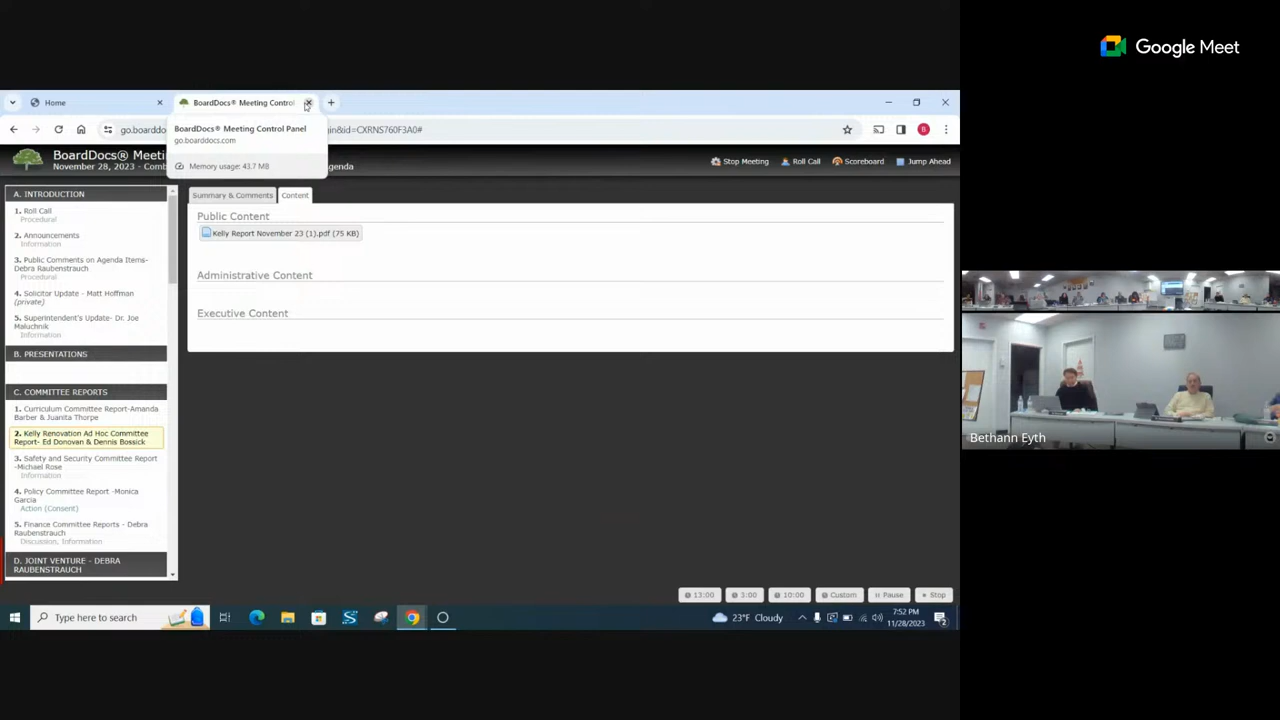 Google Meet
Home
BoardDocs® Meeting Control
go.boarddo
in&id=CXRNS760F3A0#
B
BoardDocs® Meeting Control Panel
go.boarddocs.com
Memory usage: 43.7 MB
BoardDocs® Meeti
November 28, 2023 - Comb
genda
Stop Meeting
Roll Call
Scoreboard
Jump Ahead
A. INTRODUCTION
1. Roll Call
Procedural
2. Announcements
Information
3. Public Comments on Agenda Items-
Debra Raubenstrauch
Procedural
4. Solicitor Update - Matt Hoffman
(private)
5. Superintendent's Update- Dr. Joe
Maluchnik
Information
B. PRESENTATIONS
C. COMMITTEE REPORTS
1. Curriculum Committee Report-Amanda
Barber & Juanita Thorpe
2. Kelly Renovation Ad Hoc Committee
Report- Ed Donovan & Dennis Bossick
3. Safety and Security Committee Report
-Michael Rose
Information
4. Policy Committee Report -Monica
Garcia
Action (Consent)
5. Finance Committee Reports - Debra
Raubenstrauch
Discussion, Information
D. JOINT VENTURE - DEBRA
RAUBENSTRAUCH
Summary & Comments
Content
Public Content
Kelly Report November 23 (1).pdf (75 KB)
Administrative Content
Executive Content
13:00
3:00
10:00
Custom
Pause
Stop
Type here to search
23°F Cloudy
7:52 PM
11/28/2023
2
Bethann Eyth